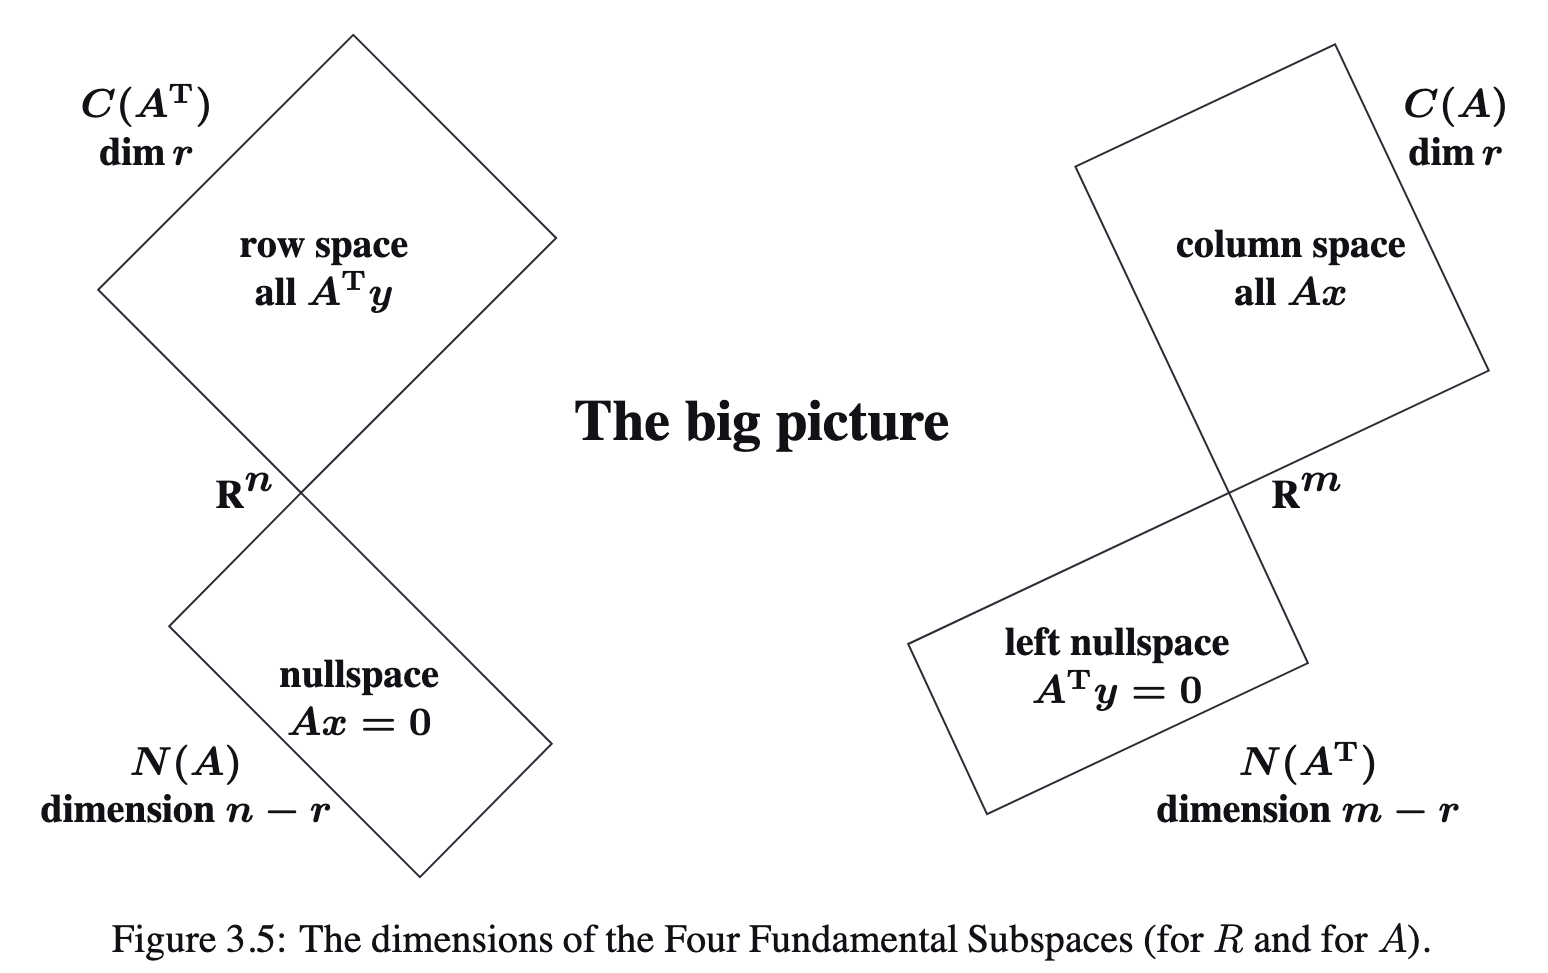 C(Aᵀ)
dim r
row space
all Aᵀy
Rⁿ
nullspace
Ax = 0
N(A)
dimension n − r
The big picture
C(A)
dim r
column space
all Ax
Rᵐ
left nullspace
Aᵀy = 0
N(Aᵀ)
dimension m − r
Figure 3.5: The dimensions of the Four Fundamental Subspaces (for R and for A).